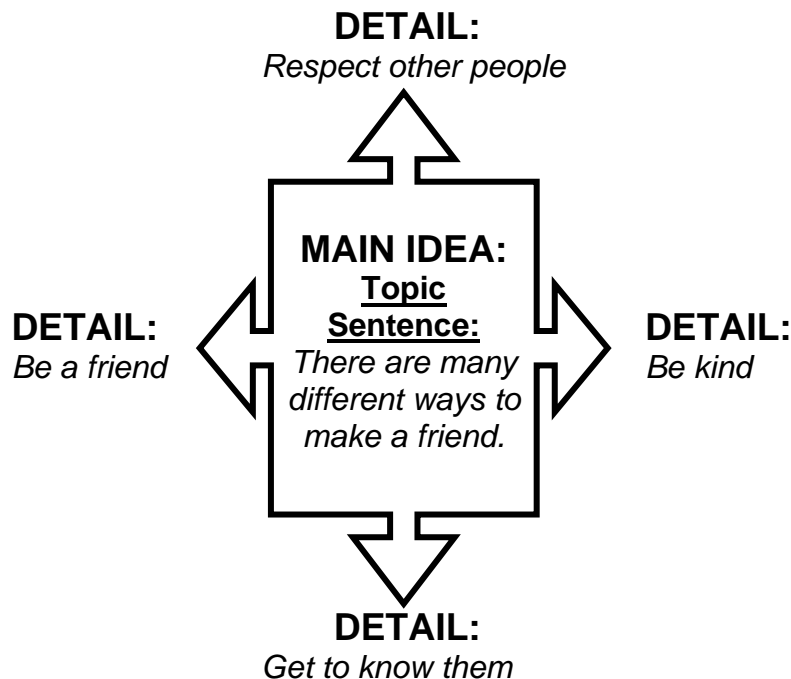 DETAIL:
Respect other people
MAIN IDEA:
Topic
Sentence:
There are many
different ways to
make a friend.
DETAIL:
Be a friend
DETAIL:
Be kind
DETAIL:
Get to know them